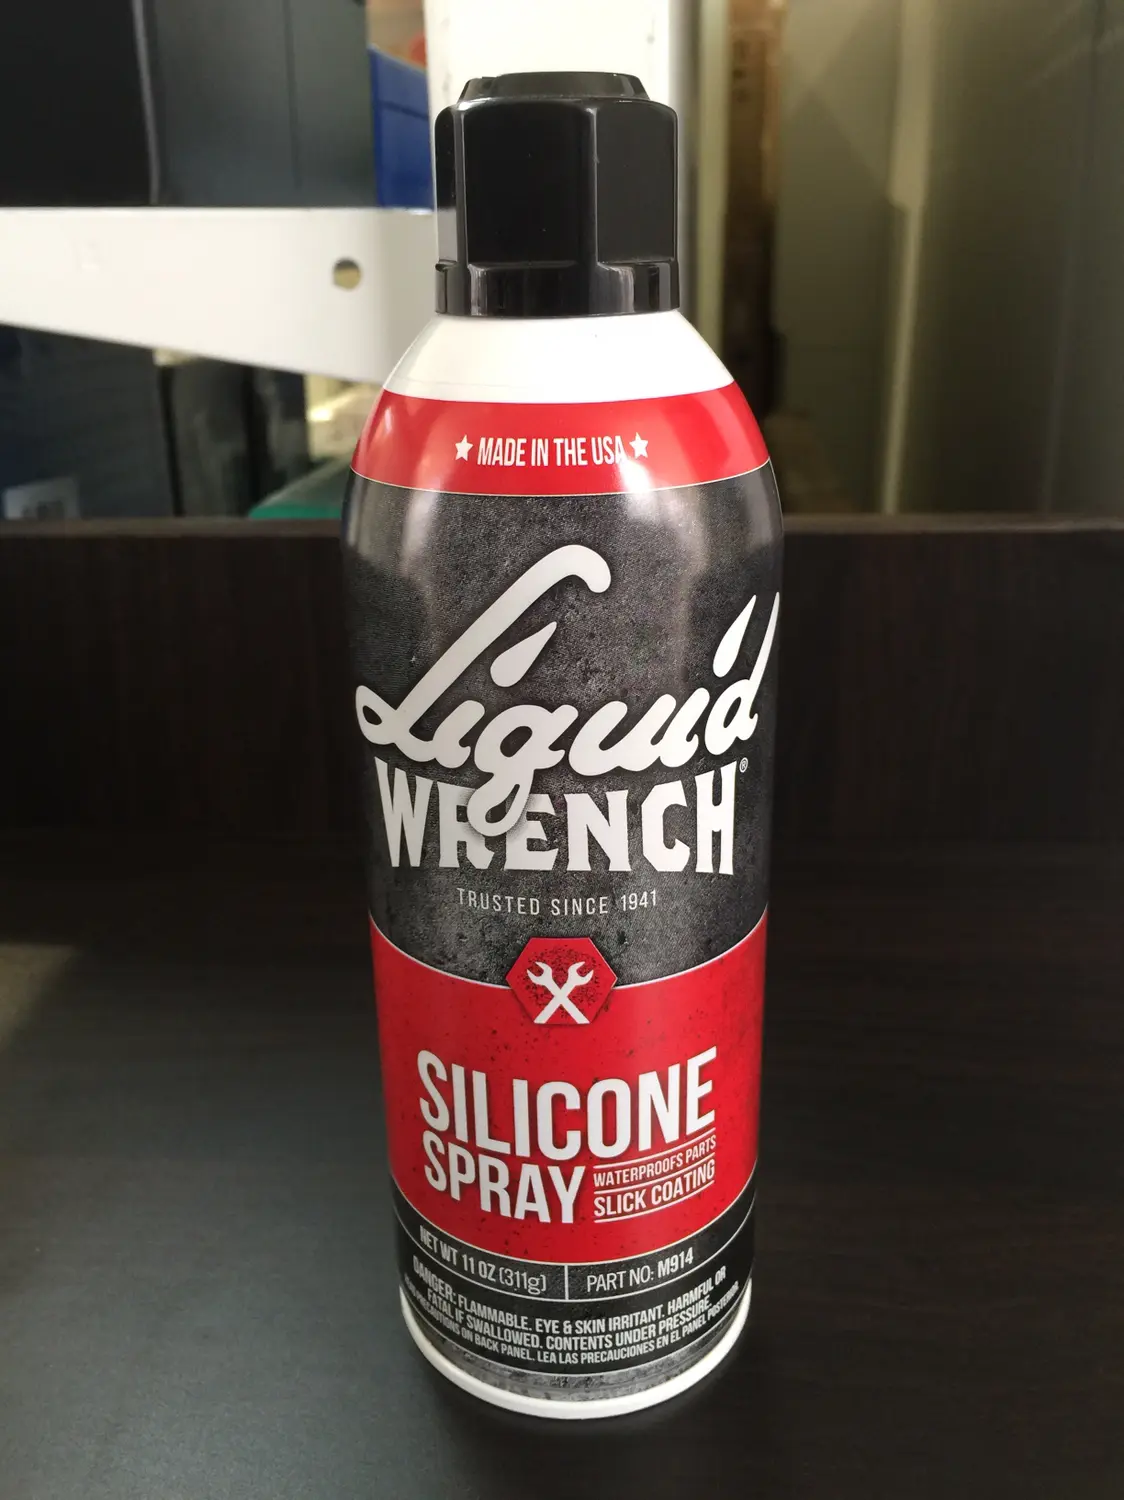 ★ MADE IN THE USA ★
Liquid
WRENCH®
TRUSTED SINCE 1941
SILICONE
SPRAY
WATERPROOFS PARTS
SLICK COATING
NET WT 11 OZ (311g) | PART NO: M914
DANGER: FLAMMABLE. EYE & SKIN IRRITANT. HARMFUL OR
FATAL IF SWALLOWED. CONTENTS UNDER PRESSURE.
READ PRECAUTIONS ON BACK PANEL. LEA LAS PRECAUCIONES EN EL PANEL POSTERIOR.